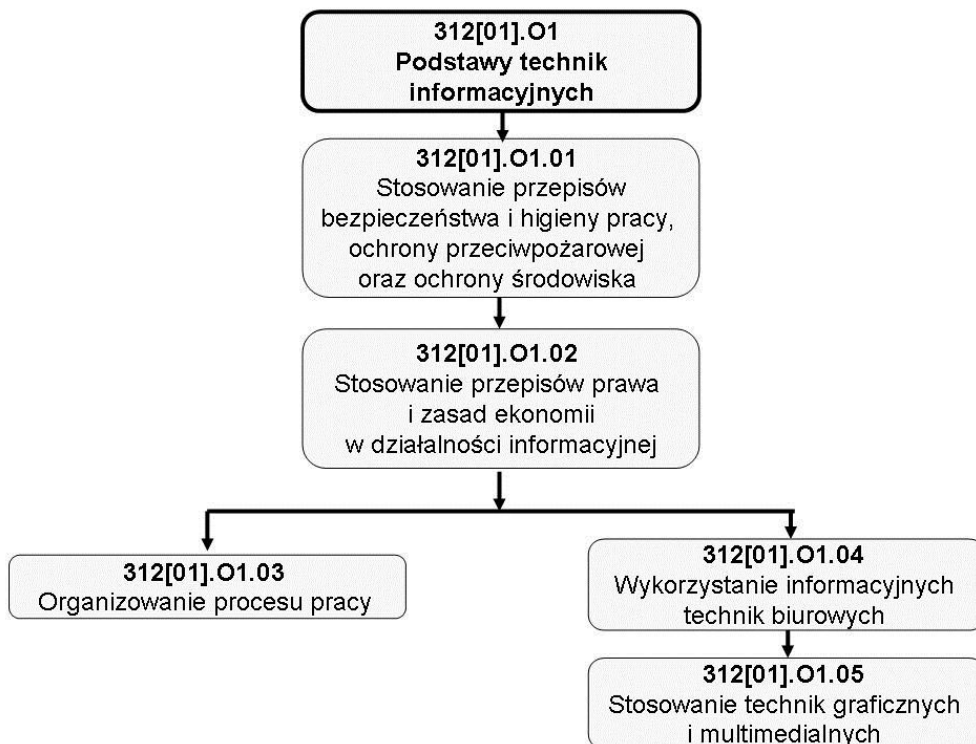 312[01].O1
Podstawy technik
informacyjnych
312[01].O1.01
Stosowanie przepisów
bezpieczeństwa i higieny pracy,
ochrony przeciwpożarowej
oraz ochrony środowiska
312[01].O1.02
Stosowanie przepisów prawa
i zasad ekonomii
w działalności informacyjnej
312[01].O1.03
Organizowanie procesu pracy
312[01].O1.04
Wykorzystanie informacyjnych
technik biurowych
312[01].O1.05
Stosowanie technik graficznych
i multimedialnych